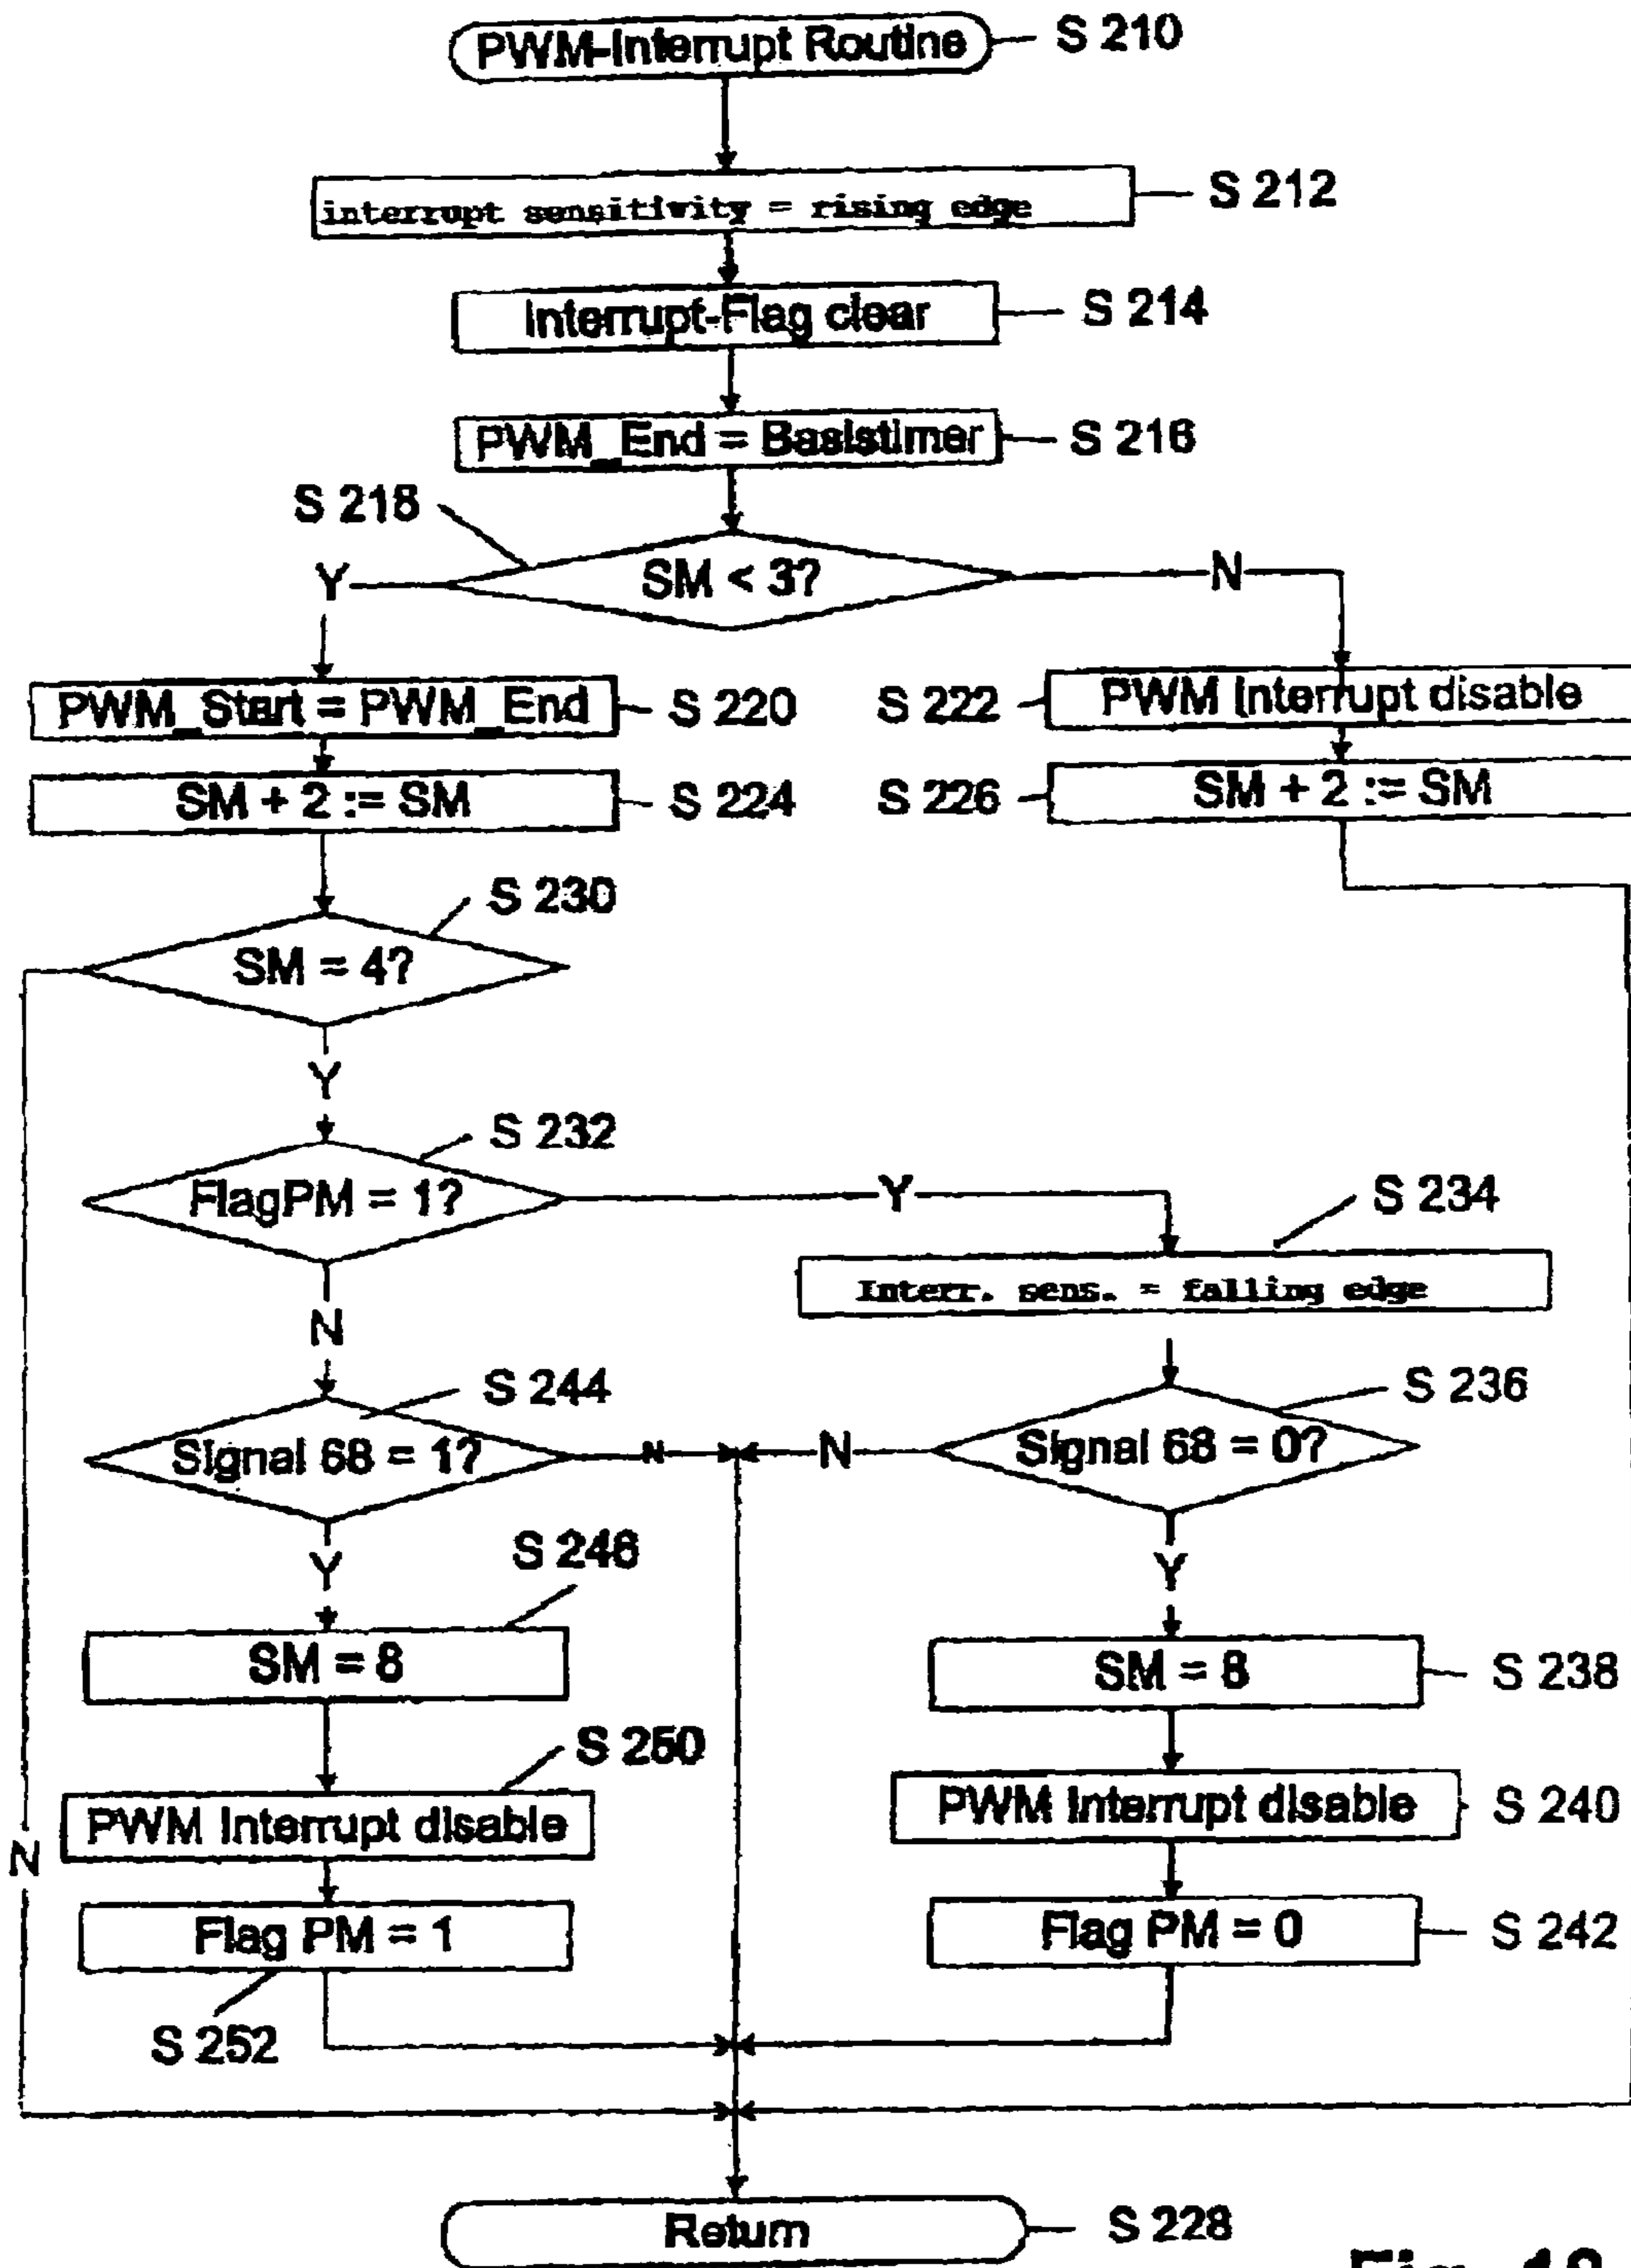 PWM-Interrupt Routine
S 210
interrupt sensitivity = rising edge
S 212
Interrupt-Flag clear
S 214
PWM_End = Basistimer
S 216
S 218
SM < 3?
Y
N
PWM_Start = PWM_End
S 220
S 222
PWM Interrupt disable
SM + 2 := SM
S 224
S 226
SM + 2 := SM
S 230
SM = 4?
Y
S 232
FlagPM = 1?
Y
S 234
Interr. sens. = falling edge
N
S 244
S 236
Signal 68 = 1?
N
N
Signal 68 = 0?
Y
S 246
Y
SM = 8
SM = 8
S 238
S 250
PWM Interrupt disable
PWM Interrupt disable
S 240
N
Flag PM = 1
Flag PM = 0
S 242
S 252
Return
S 228